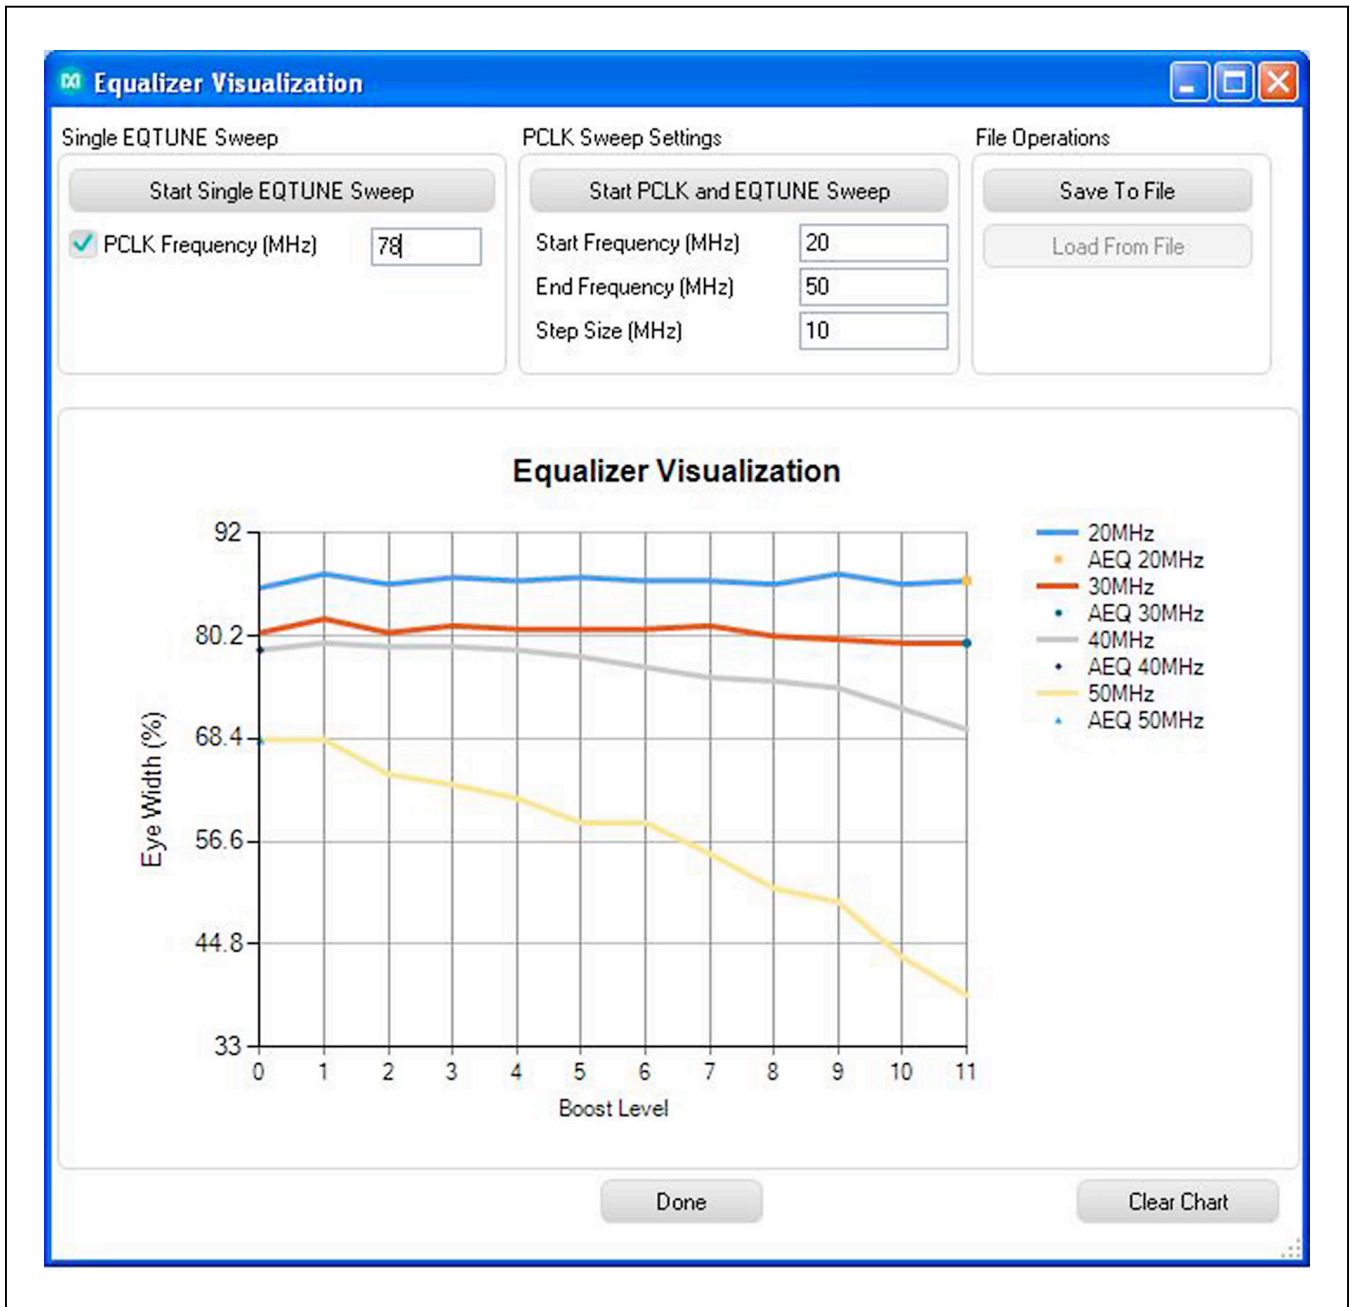 Equalizer Visualization
Single EQTUNE Sweep
Start Single EQTUNE Sweep
PCLK Frequency (MHz) 78
PCLK Sweep Settings
Start PCLK and EQTUNE Sweep
Start Frequency (MHz) 20
End Frequency (MHz) 50
Step Size (MHz) 10
File Operations
Save To File
Load From File
Equalizer Visualization
92
80.2
68.4
56.6
44.8
33
Eye Width (%)
0 1 2 3 4 5 6 7 8 9 10 11
Boost Level
20MHz
AEQ 20MHz
30MHz
AEQ 30MHz
40MHz
AEQ 40MHz
50MHz
AEQ 50MHz
Done
Clear Chart